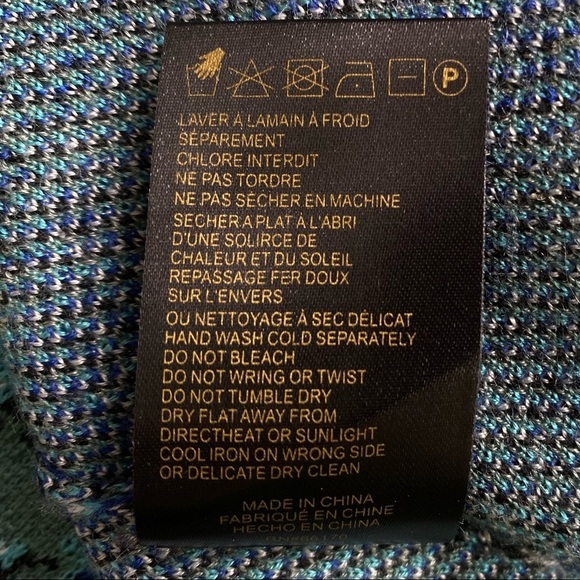 P
LAVER À LAMAIN À FROID
SÉPAREMENT
CHLORE INTERDIT
NE PAS TORDRE
NE PAS SÈCHER EN MACHINE
SECHER A PLAT À L'ABRI
D'UNE SOLIRCE DE
CHALEUR ET DU SOLEIL
REPASSAGE FER DOUX
SUR L'ENVERS
OU NETTOYAGE À SEC DÉLICAT
HAND WASH COLD SEPARATELY
DO NOT BLEACH
DO NOT WRING OR TWIST
DO NOT TUMBLE DRY
DRY FLAT AWAY FROM
DIRECTHEAT OR SUNLIGHT
COOL IRON ON WRONG SIDE
OR DELICATE DRY CLEAN
MADE IN CHINA
FABRIQUÉ EN CHINE
HECHO EN CHINA